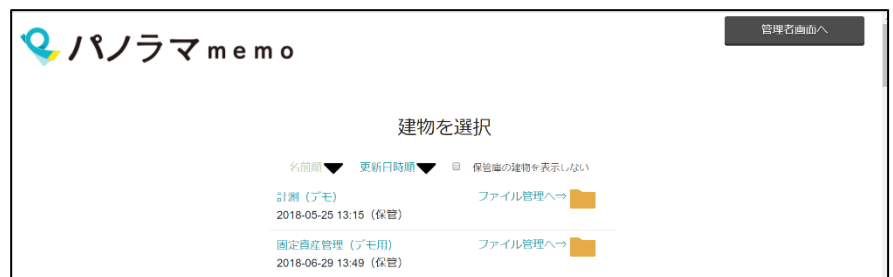 パノラマmemo
管理者画面へ
建物を選択
名前順▼ 更新日時順▼ 保管庫の建物を表示しない
計測（デモ） ファイル管理へ⇒
2018-05-25 13:15（保管）
固定資産管理（デモ用） ファイル管理へ⇒
2018-06-29 13:49（保管）